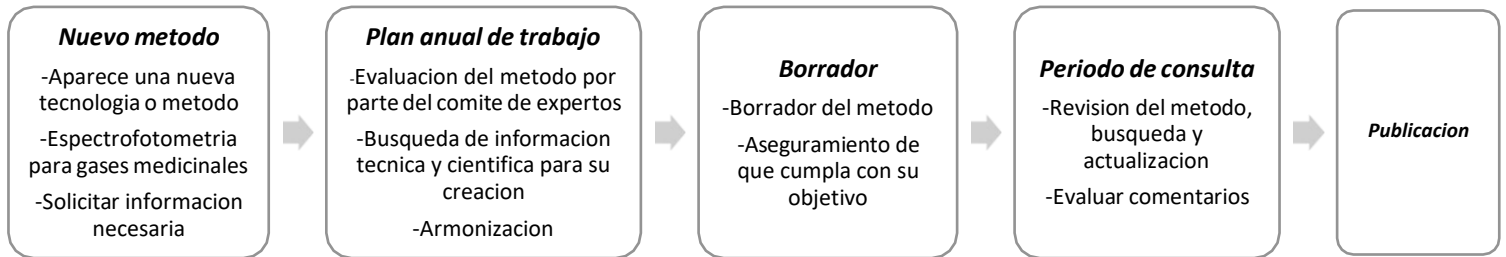 Nuevo metodo
-Aparece una nueva
tecnologia o metodo
-Espectrofotometria
para gases medicinales
-Solicitar informacion
necesaria
Plan anual de trabajo
-Evaluacion del metodo por
parte del comite de expertos
-Busqueda de informacion
tecnica y cientifica para su
creacion
-Armonizacion
Borrador
-Borrador del metodo
-Aseguramiento de
que cumpla con su
objetivo
Periodo de consulta
-Revision del metodo,
busqueda y
actualizacion
-Evaluar comentarios
Publicacion